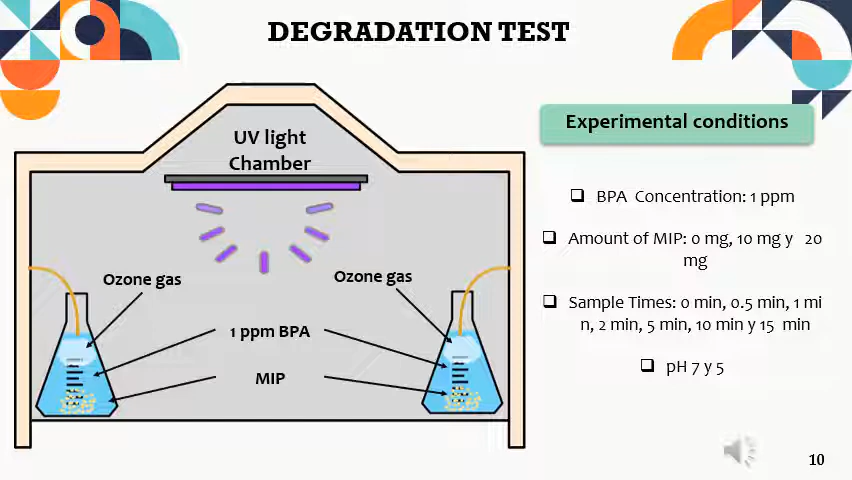 DEGRADATION TEST
UV light
Chamber
Ozone gas
Ozone gas
1 ppm BPA
MIP
Experimental conditions
BPA Concentration: 1 ppm
Amount of MIP: 0 mg, 10 mg y 20
mg
Sample Times: 0 min, 0.5 min, 1 mi
n, 2 min, 5 min, 10 min y 15 min
pH 7 y 5
10